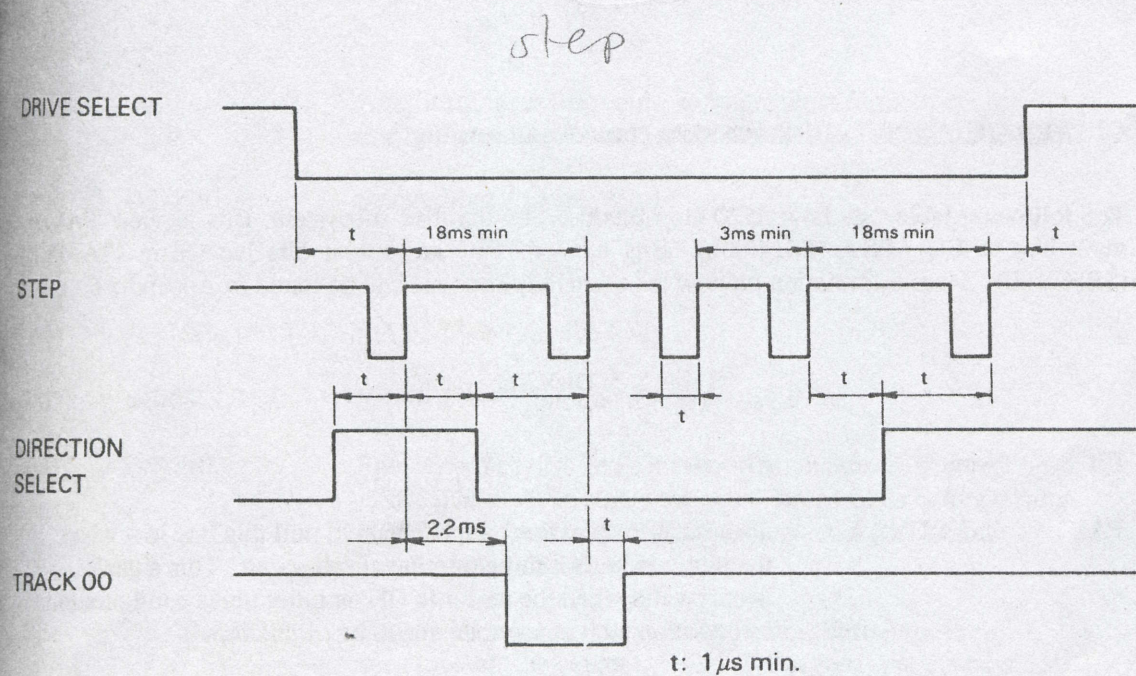 step
DRIVE SELECT
t 18ms min 3ms min 18ms min t
STEP
t t t t t t
DIRECTION
SELECT
2.2ms t
TRACK 00
t: 1μs min.